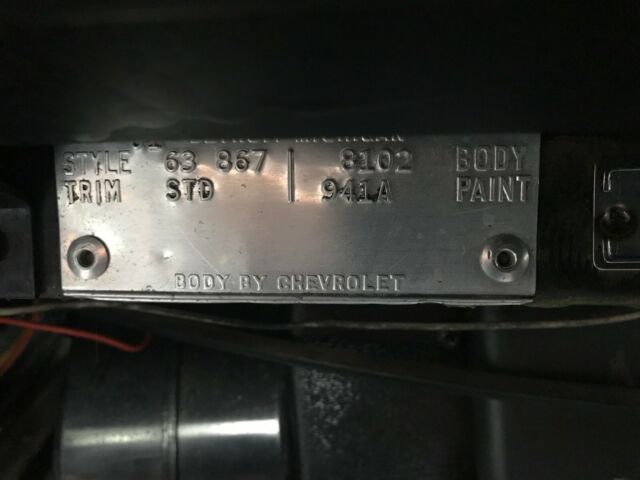 STYLE 63 867 8102 BODY
TRIM STD 941A PAINT
BODY BY CHEVROLET